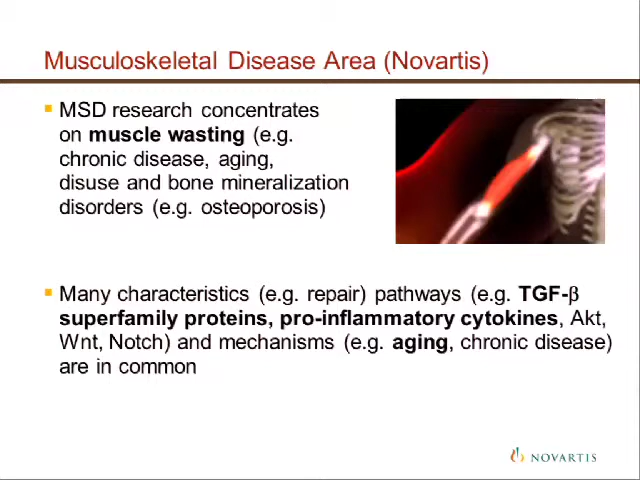 Musculoskeletal Disease Area (Novartis)
MSD research concentrates
on muscle wasting (e.g.
chronic disease, aging,
disuse and bone mineralization
disorders (e.g. osteoporosis)
Many characteristics (e.g. repair) pathways (e.g. TGF-β
superfamily proteins, pro-inflammatory cytokines, Akt,
Wnt, Notch) and mechanisms (e.g. aging, chronic disease)
are in common
NOVARTIS